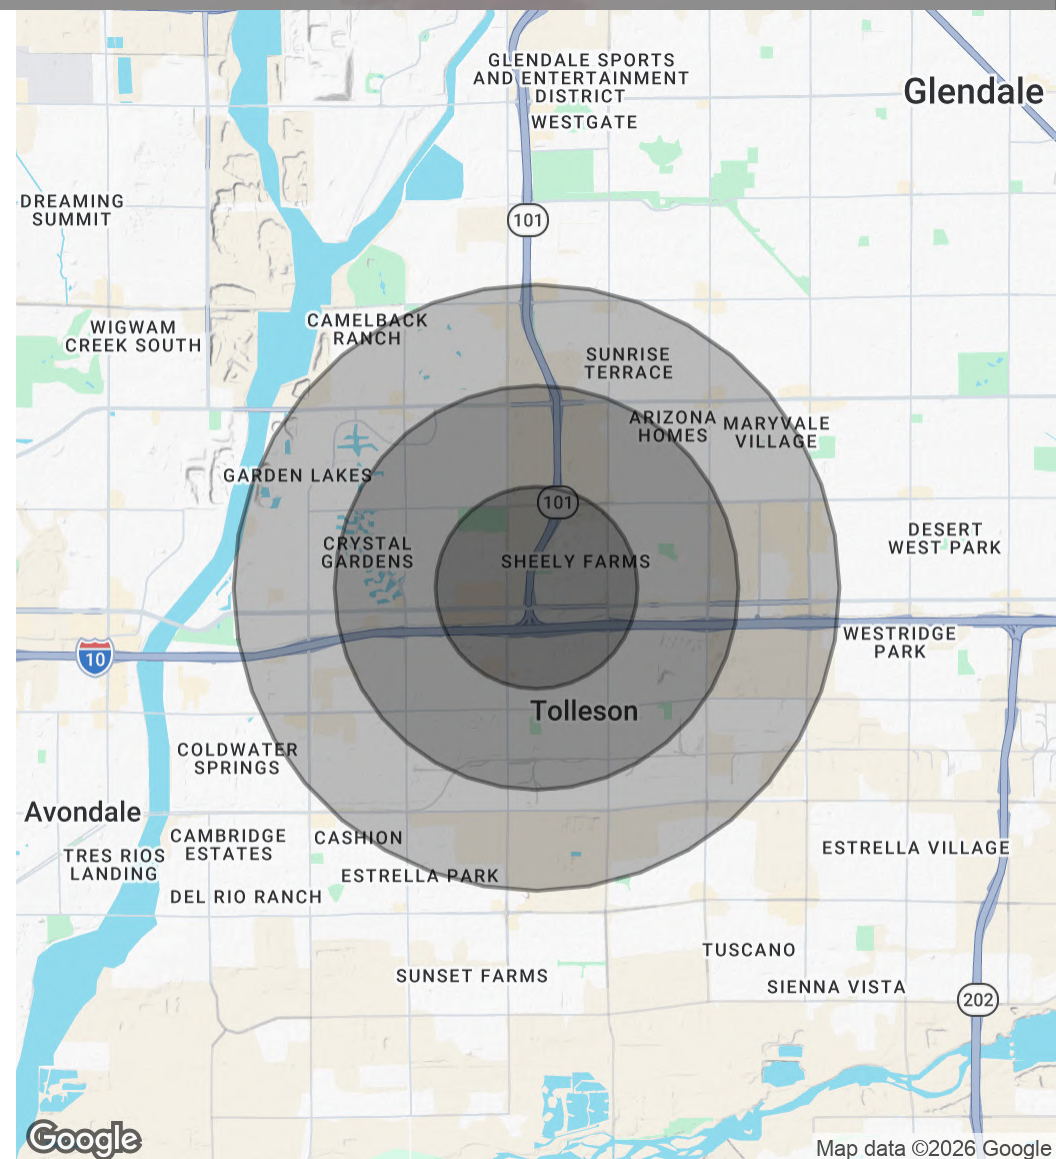 GLENDALE SPORTS
AND ENTERTAINMENT
DISTRICT
WESTGATE
Glendale
DREAMING
SUMMIT
101
WIGWAM
CREEK SOUTH
CAMELBACK
RANCH
SUNRISE
TERRACE
ARIZONA
HOMES
MARYVALE
VILLAGE
GARDEN LAKES
101
CRYSTAL
GARDENS
SHEELY FARMS
DESERT
WEST PARK
10
WESTRIDGE
PARK
Tolleson
COLDWATER
SPRINGS
Avondale
CAMBRIDGE
ESTATES
CASHION
TRES RIOS
LANDING
ESTRELLA VILLAGE
ESTRELLA PARK
DEL RIO RANCH
TUSCANO
SUNSET FARMS
SIENNA VISTA
202
Google
Map data ©2026 Google